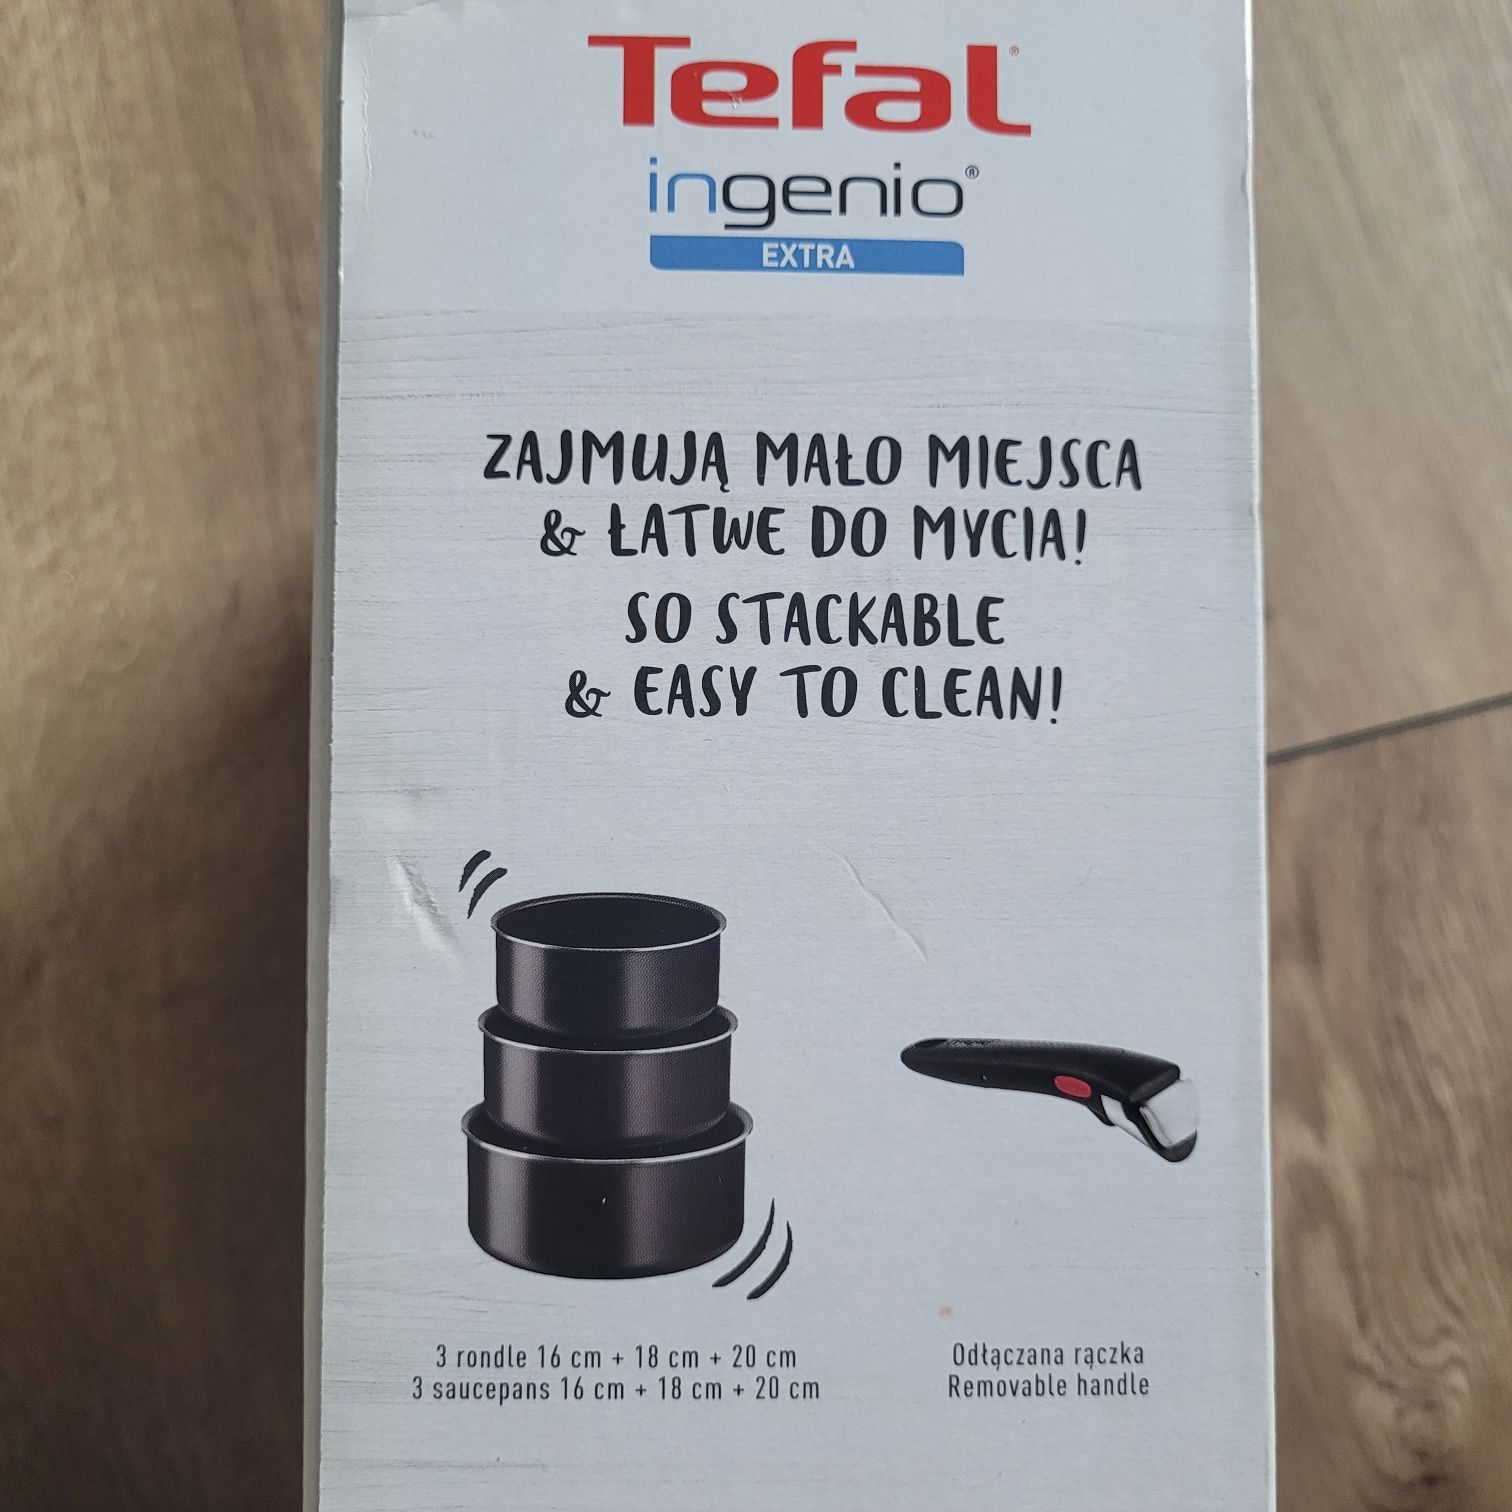 Tefal®
ingenio®
EXTRA
ZAJMUJĄ MAŁO MIEJSCA
& ŁATWE DO MYCIA!
SO STACKABLE
& EASY TO CLEAN!
3 rondle 16 cm + 18 cm + 20 cm
3 saucepans 16 cm + 18 cm + 20 cm
Odłączana rączka
Removable handle